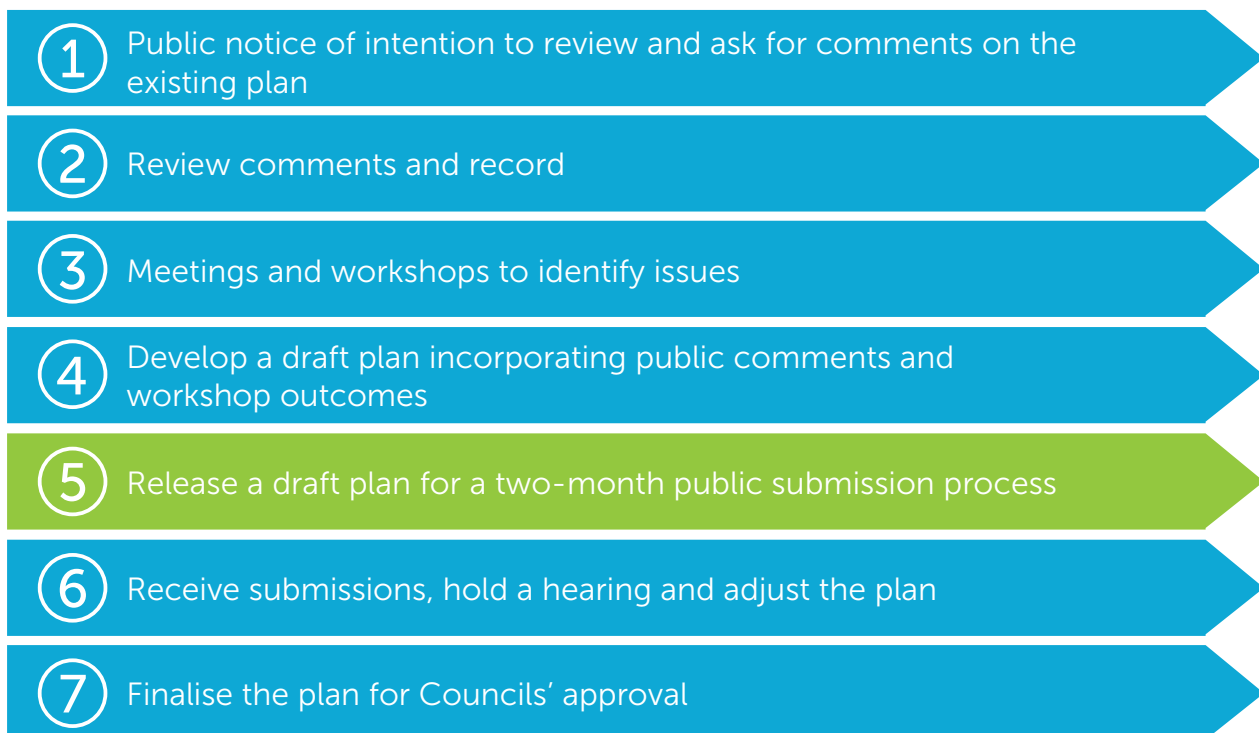 1 Public notice of intention to review and ask for comments on the
existing plan
2 Review comments and record
3 Meetings and workshops to identify issues
4 Develop a draft plan incorporating public comments and
workshop outcomes
5 Release a draft plan for a two-month public submission process
6 Receive submissions, hold a hearing and adjust the plan
7 Finalise the plan for Councils’ approval